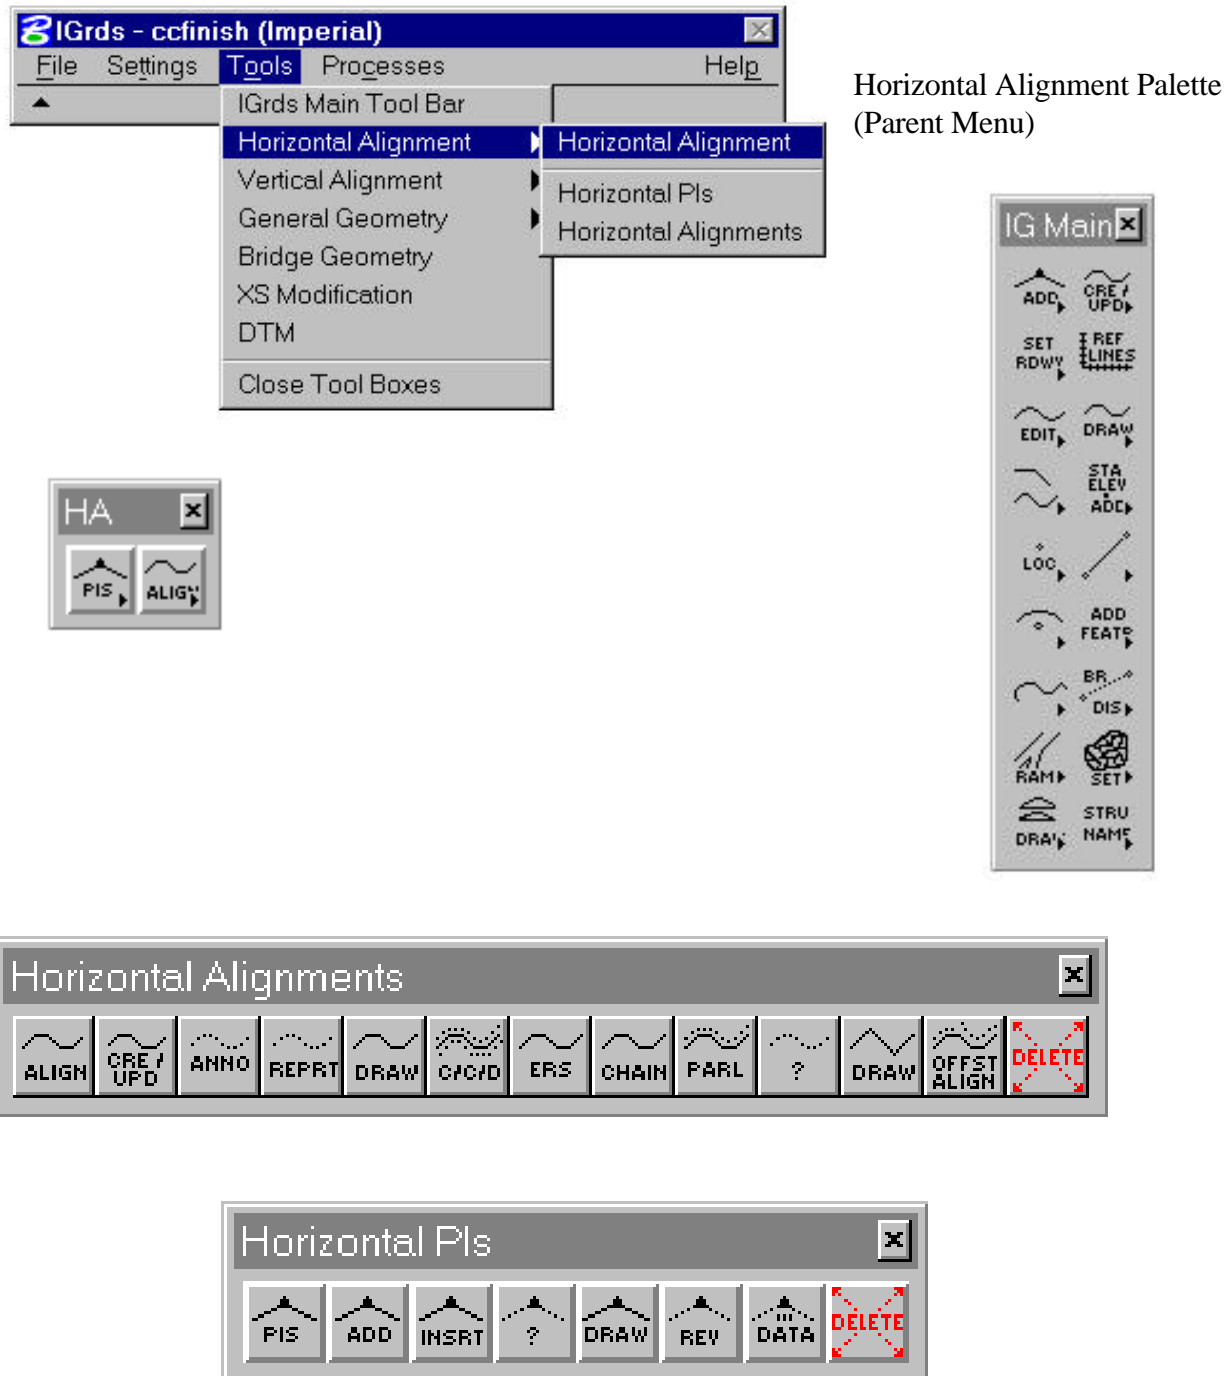 IGrds - ccfinish (Imperial)
File Settings Tools Processes Help
IGrds Main Tool Bar
Horizontal Alignment
Vertical Alignment
General Geometry
Bridge Geometry
XS Modification
DTM
Close Tool Boxes
Horizontal Alignment
Horizontal PIs
Horizontal Alignments
Horizontal Alignment Palette
(Parent Menu)
IG Main
ADD CRE/
UPD
SET
RDWY REF
LINES
EDIT DRAW
STA
ELEV
ADD
LOC
ADD
FEAT
BR
DIS
RAM SET
DRA STRU
NAME
HA
PIS ALIGN
Horizontal Alignments
ALIGN CRE/
UPD ANNO REPRT DRAW C/C/D ERS CHAIN PARL ? DRAW OFFST
ALIGN DELETE
Horizontal PIs
PIS ADD INSRT ? DRAW REV DATA DELETE